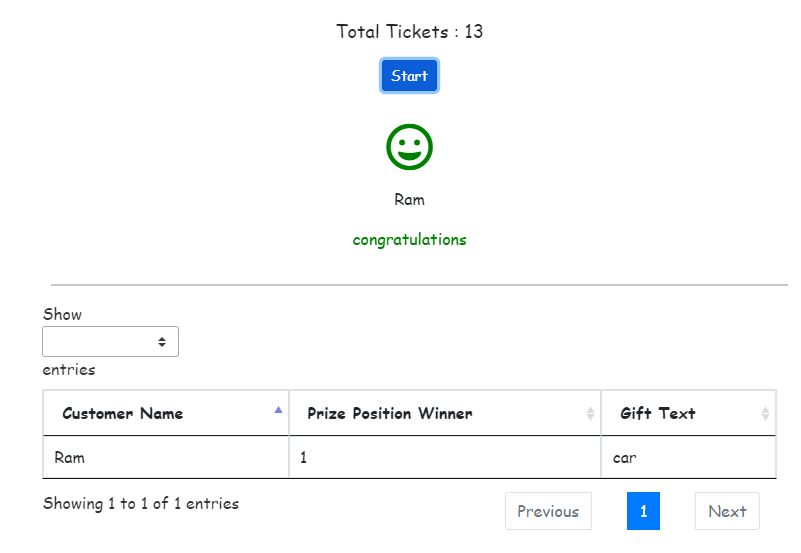 Total Tickets : 13
Start
Ram
congratulations
Show
entries
Customer Name Prize Position Winner Gift Text
Ram 1 car
Showing 1 to 1 of 1 entries Previous 1 Next